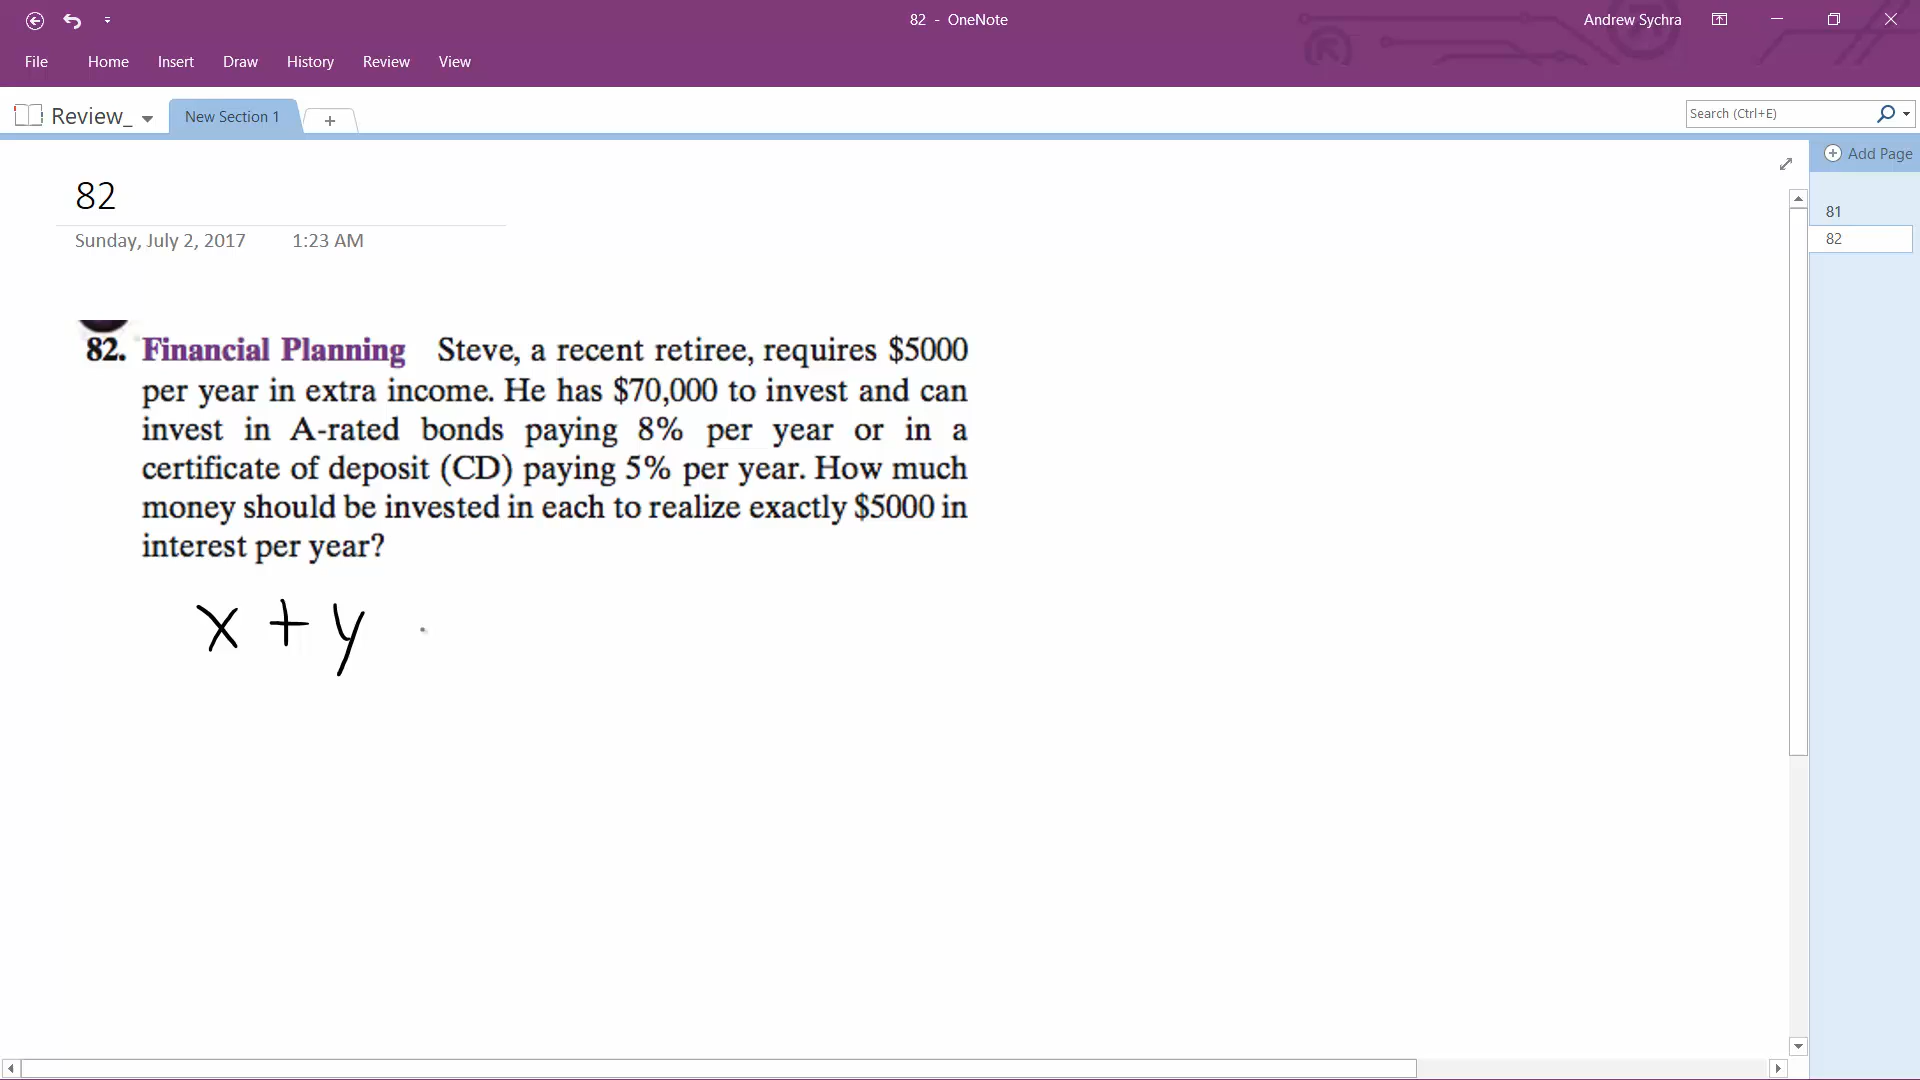 82 - OneNote
Andrew Sychra
File Home Insert Draw History Review View
Review_ New Section 1 +
Search (Ctrl+E)
Add Page
81
82
82
Sunday, July 2, 2017 1:23 AM
82. Financial Planning Steve, a recent retiree, requires $5000
per year in extra income. He has $70,000 to invest and can
invest in A-rated bonds paying 8% per year or in a
certificate of deposit (CD) paying 5% per year. How much
money should be invested in each to realize exactly $5000 in
interest per year?
x + y